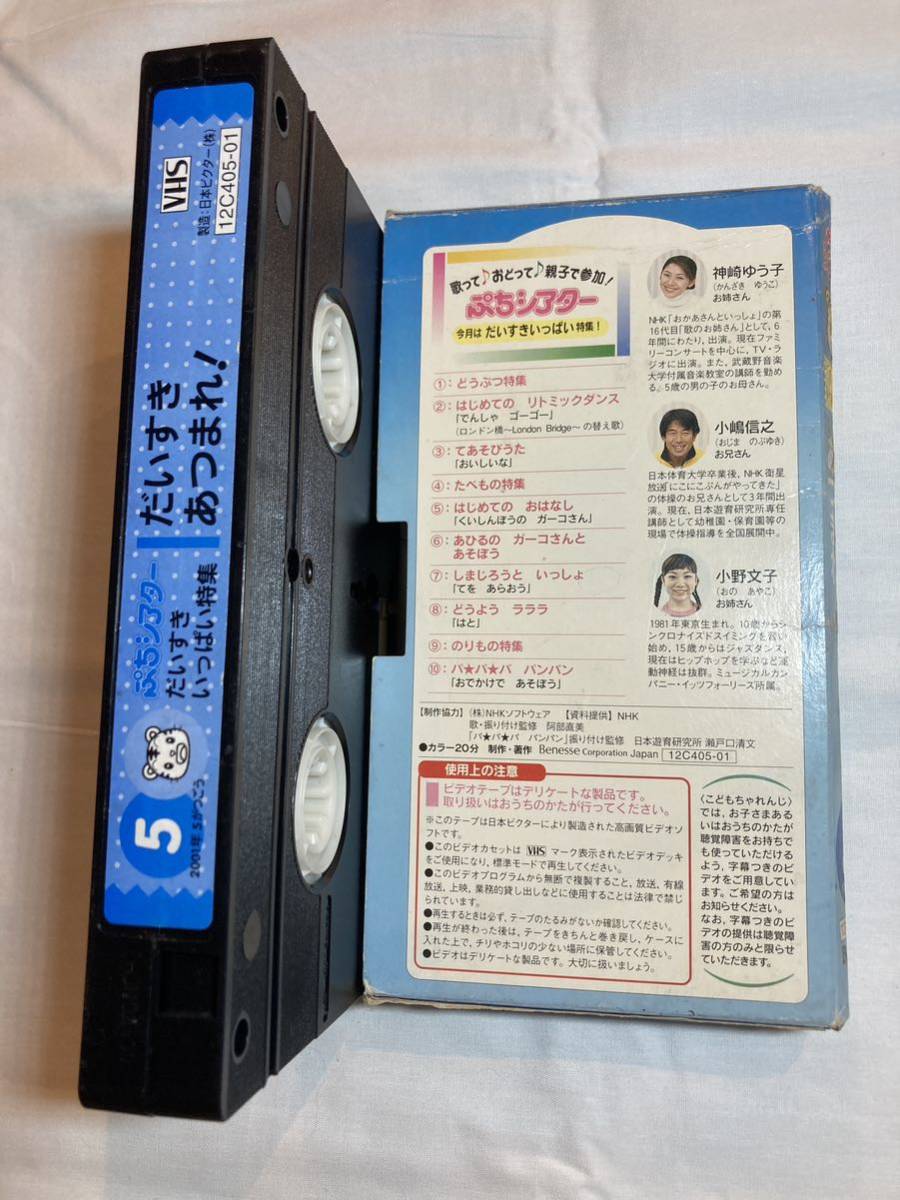 VHS
製造:日本ビクター(株)
12C405-01
だいすき
あつまれ!
ぷちシアター
だいすき
いっぱい特集
5
2001年 5がつごう
歌って♪おどって♪親子で参加!
ぷちシアター
今月は だいすきいっぱい 特集!
①:どうぶつ特集
②:はじめての リトミックダンス
「でんしゃ ゴーゴー」
(ロンドン橋〜London Bridge〜の替え歌)
③:てあそびうた
「おいしいな」
④:たべもの特集
⑤:はじめての おはなし
「くいしんぼうの ガーコさん」
⑥:あひるの ガーコさんと
あそぼう
⑦:しまじろうと いっしょ
「てを あらおう」
⑧:どうよう ラララ
「はと」
⑨:のりもの特集
⑩:パ★パ★パ パンパン
「おでかけで あそぼう」
神崎ゆう子
(かんざき ゆうこ)
お姉さん
NHK「おかあさんといっしょ」の第
16代目「歌のお姉さん」として、6
年間にわたり、出演。現在ファミ
リーコンサートを中心に、TV・ラ
ジオに出演。また、武蔵野音楽
大学付属音楽教室の講師を勤め
る。5歳の男の子のお母さん。
小嶋信之
(おじま のぶゆき)
お兄さん
日本体育大学卒業後、NHK衛星
放送「にこにこぷんがやってきた」
の体操のお兄さんとして3年間出
演。現在、日本遊育研究所専任
講師として幼稚園・保育園等の
現場で体操指導を全国展開中。
小野文子
(おの あやこ)
お姉さん
1981年東京生まれ。10歳からシ
ンクロナイズドスイミングを習い
始め、15歳からはジャズダンス、
現在はヒップホップを学ぶなど運
動神経は抜群。ミュージカルカン
パニー・イッツフォーリーズ所属。
【制作協力】(株)NHKソフトウェア 【資料提供】NHK
歌・振り付け監修 阿部直美
「パ★パ★パ パンパン」振り付け監修 日本遊育研究所 瀬戸口清文
●カラー20分 制作・著作 Benesse Corporation Japan 12C405-01
使用上の注意
ビデオテープはデリケートな製品です。
取り扱いはおうちのかたが行ってください。
※このテープは日本ビクターにより製造された高画質ビデオソ
フトです。
●このビデオカセットは VHS マーク表示されたビデオデッキ
をご使用になり、標準モードで再生してください。
●このビデオプログラムから無断で複製すること、放送、有線
放送、上映、業務的貸し出しなどに使用することは法律で禁じ
られています。
●再生するときは必ず、テープのたるみがないか確認してください。
●再生が終わった後は、テープをきちんと巻き戻し、ケースに
入れた上で、チリやホコリの少ない場所に保管してください。
●ビデオはデリケートな製品です。大切に扱いましょう。
〈こどもちゃれんじ〉
では、お子さまある
いはおうちのかたが
聴覚障害をお持ちで
も使っていただける
よう、字幕つきのビ
デオをご用意してい
ます。ご希望の方は
お知らせください。
なお、字幕つきのビ
デオの提供は聴覚障
害の方のみと限らせ
ていただきます。